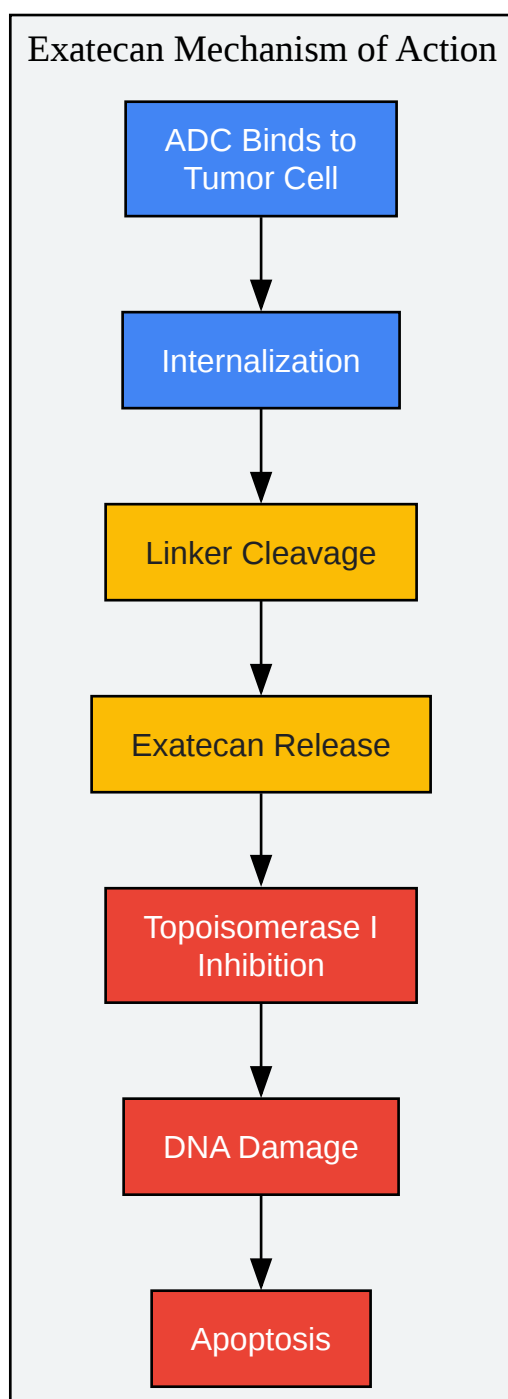 Exatecan Mechanism of Action
ADC Binds to
Tumor Cell
Internalization
Linker Cleavage
Exatecan Release
Topoisomerase I
Inhibition
DNA Damage
Apoptosis